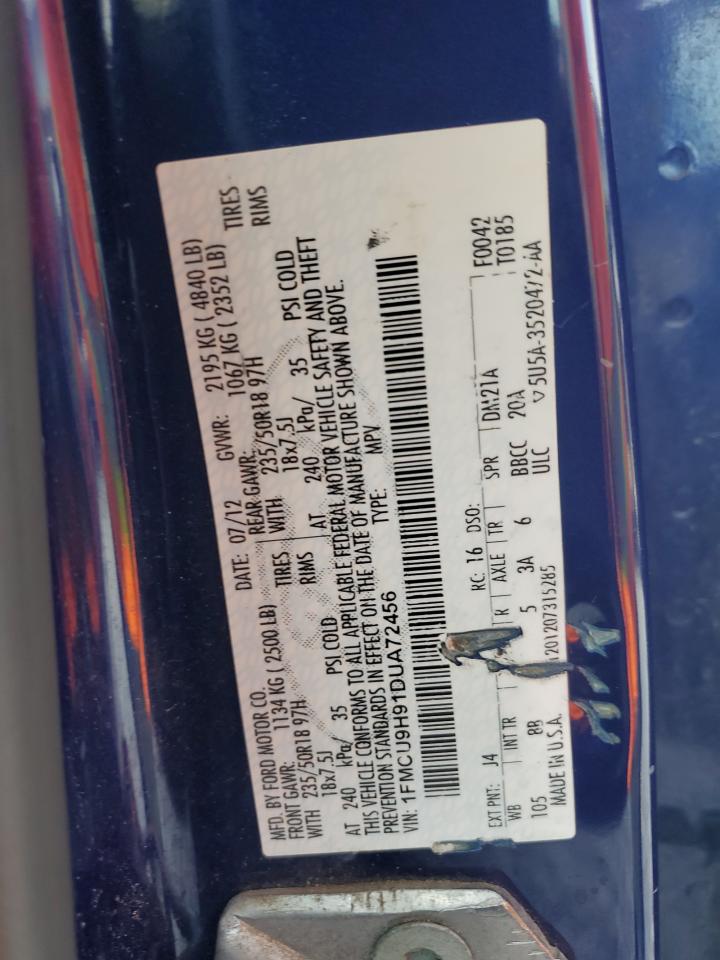 MFD. BY FORD MOTOR CO. DATE: 07/12 GVWR: 2195 KG ( 4840 LB)
FRONT GAWR: 1134 KG ( 2500 LB) REAR GAWR: 1067 KG ( 2352 LB)
WITH 235/50R18 97H TIRES WITH 235/50R18 97H TIRES
18x7.5J RIMS 18x7.5J RIMS
AT 240 kPa/ 35 PSI COLD AT 240 kPa/ 35 PSI COLD
THIS VEHICLE CONFORMS TO ALL APPLICABLE FEDERAL MOTOR VEHICLE SAFETY AND THEFT
PREVENTION STANDARDS IN EFFECT ON THE DATE OF MANUFACTURE SHOWN ABOVE.
VIN: 1FMCU9H91DUA72456 TYPE: MPV
F0042
T0185
EXT PNT: J4 RC: 16 DSO:
WB INT TR R AXLE TR SPR DM21A
105 BB 5 3A 6 BBCC 20A
MADE IN U.S.A. 201207315285 ULC 5U5A-3520472-AA